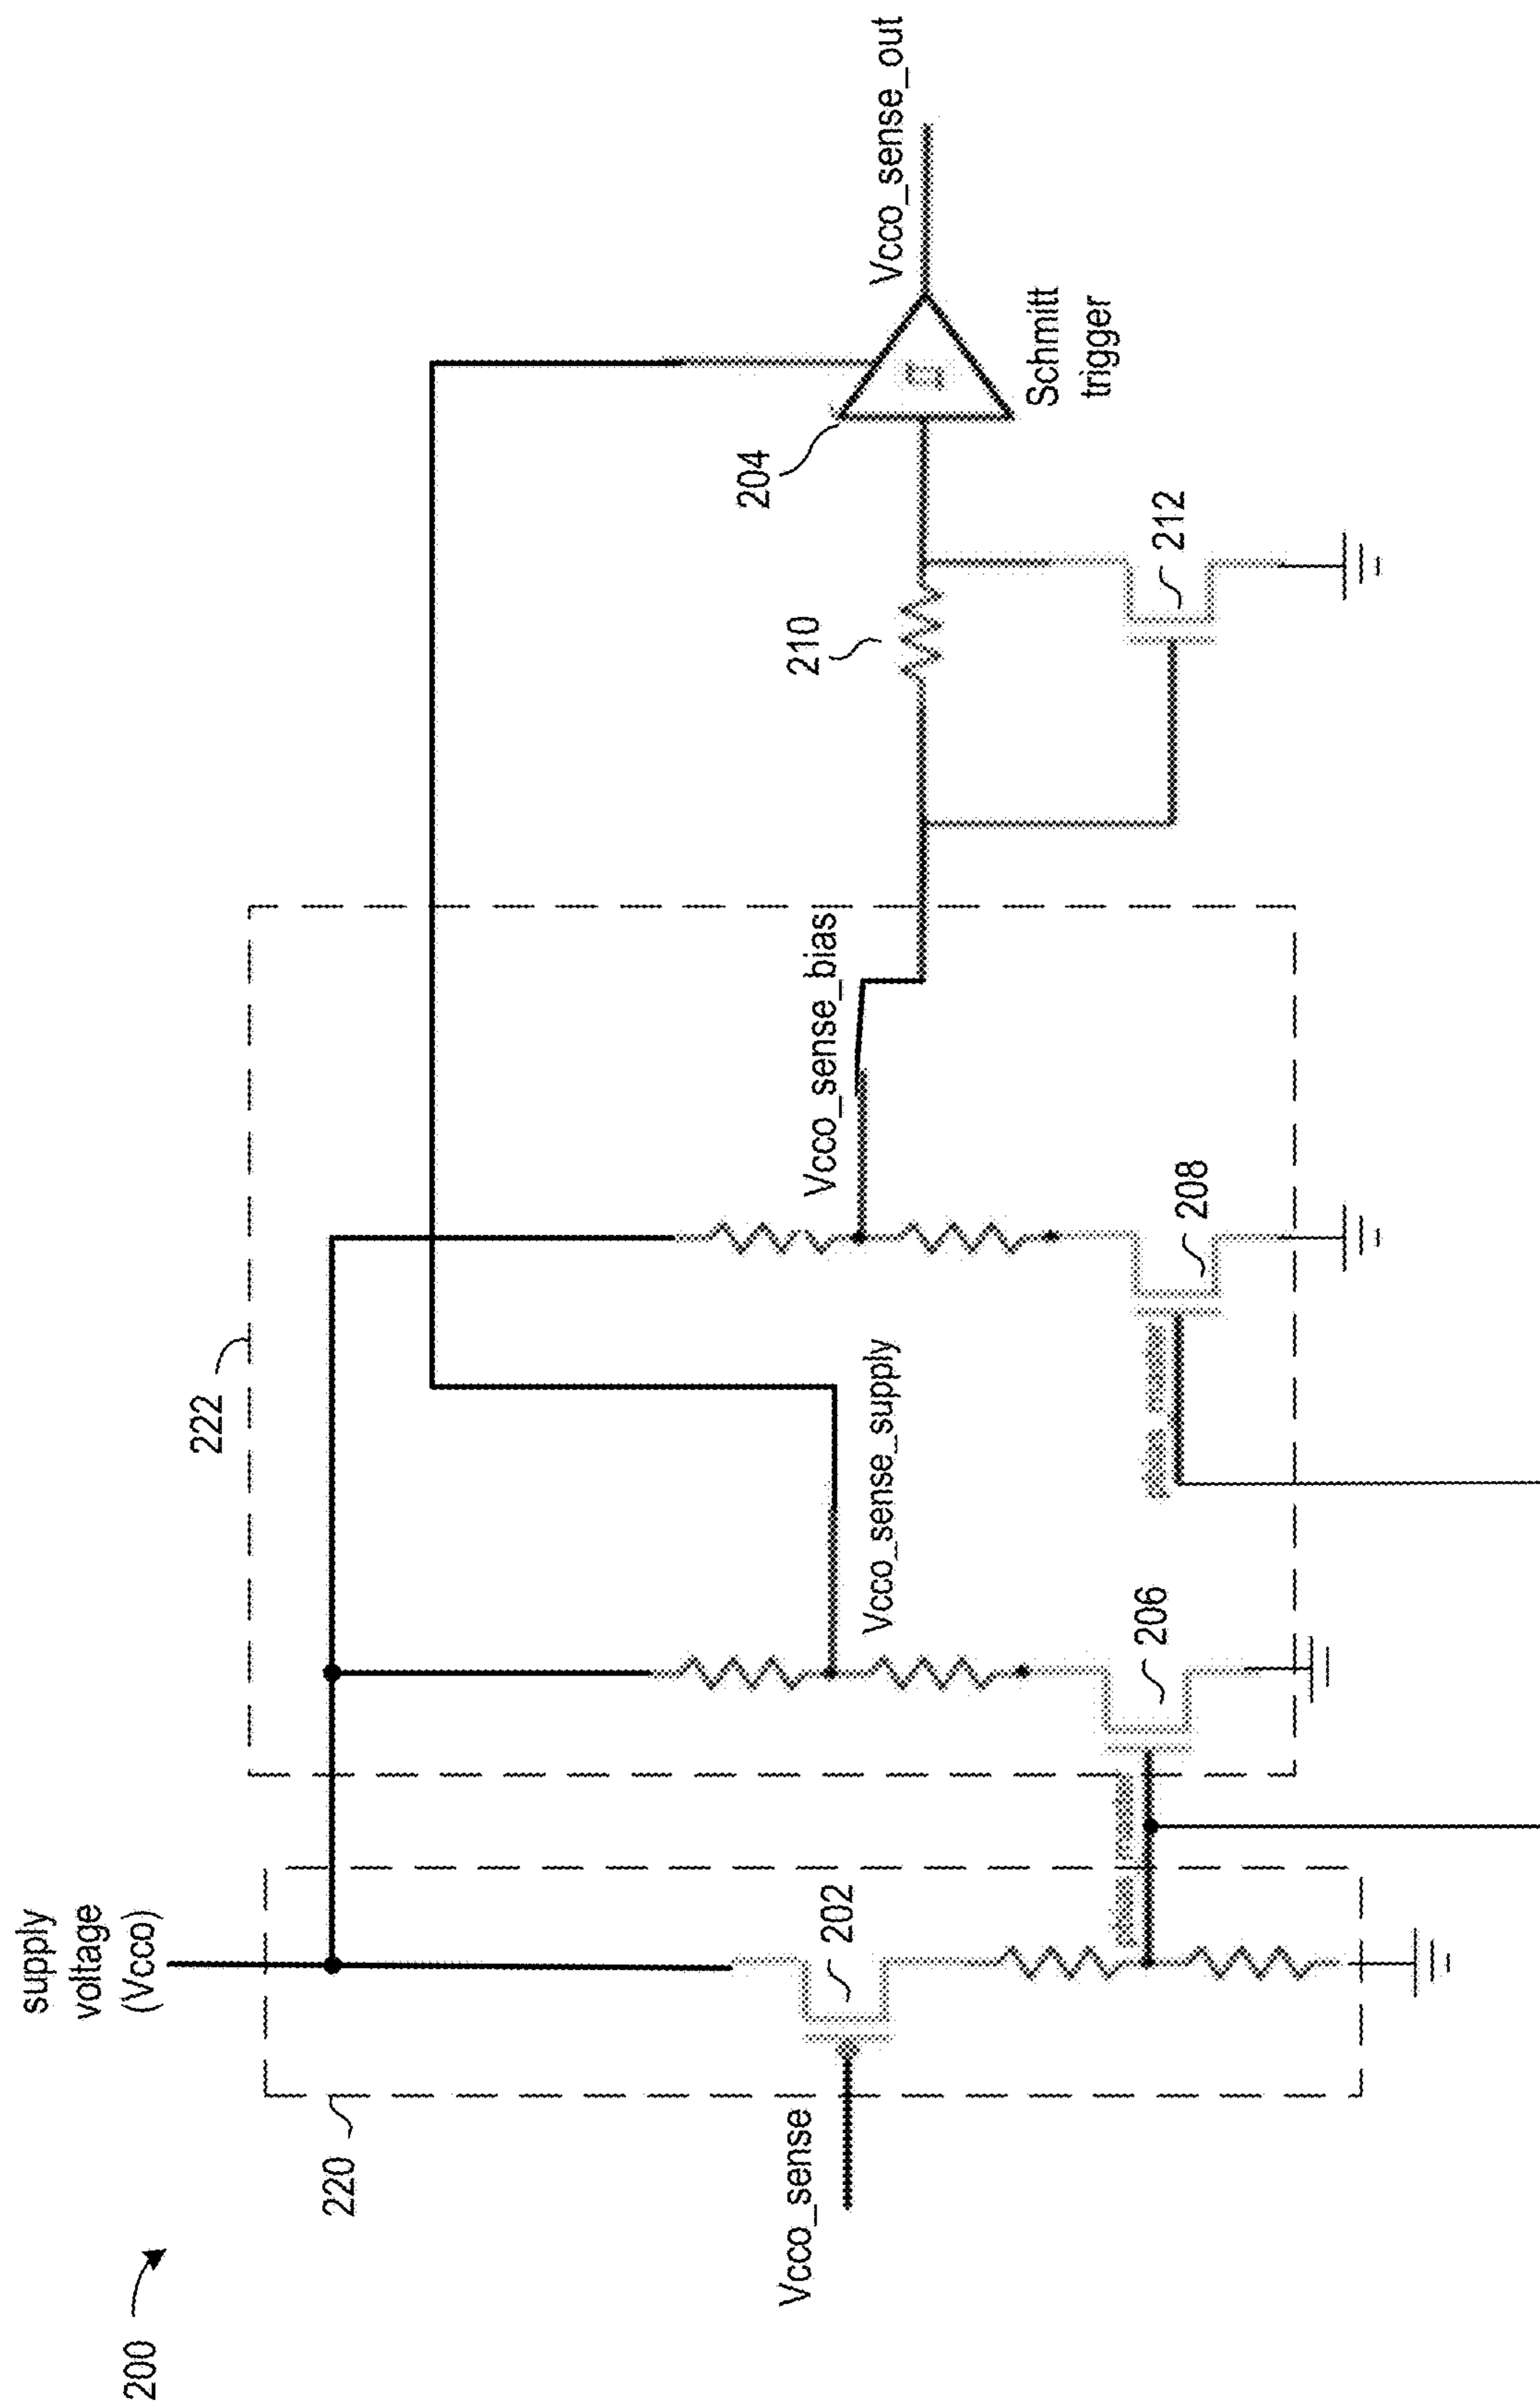 200
220
supply
voltage
(Vcco)
Vcco_sense
202
222
206
Vcco_sense_supply
208
Vcco_sense_bias
210
212
204
Schmitt
trigger
Vcco_sense_out